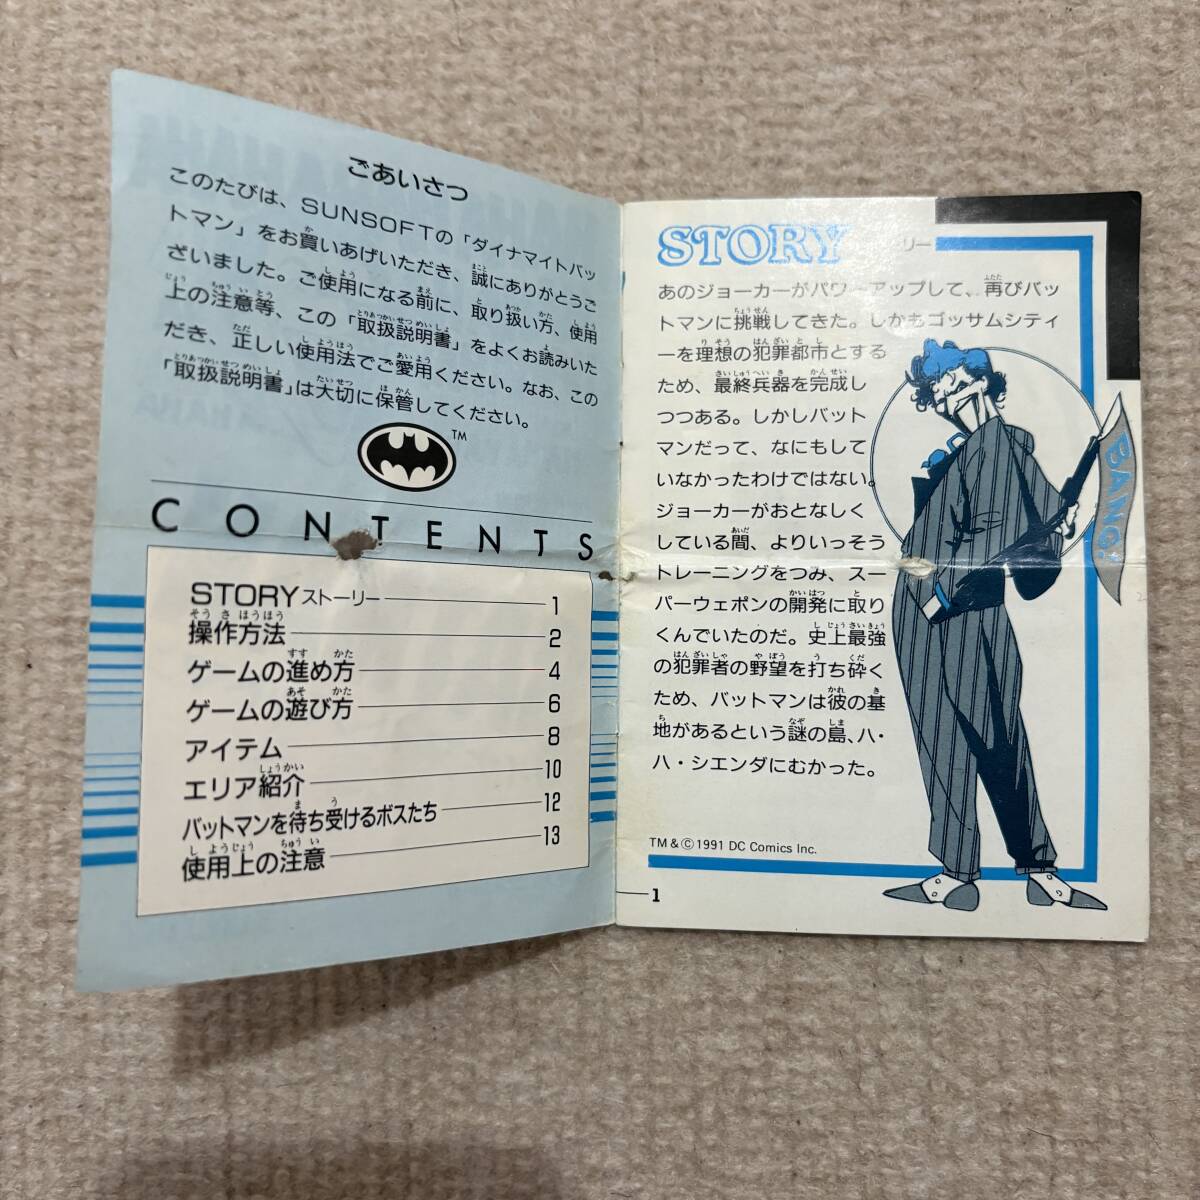 ごあいさつ
このたびは、SUNSOFTの「ダイナマイトバッ
トマン」をお買いあげいただき、誠にありがとうご
ざいました。ご使用になる前に、取り扱い方、使用
上の注意等、この「取扱説明書」をよくお読みいた
だき、正しい使用法でご愛用ください。なお、この
「取扱説明書」は大切に保管してください。
TM
CONTENTS
STORYストーリー 1
操作方法 2
ゲームの進め方 4
ゲームの遊び方 6
アイテム 8
エリア紹介 10
バットマンを待ち受けるボスたち 12
使用上の注意 13
STORY リー
あのジョーカーがパワーアップして、再びバッ
トマンに挑戦してきた。しかもゴッサムシティ
ーを理想の犯罪都市とする
ため、最終兵器を完成し
つつある。しかしバット
マンだって、なにもして
いなかったわけではない。
ジョーカーがおとなしく
している間、よりいっそう
トレーニングをつみ、スー
パーウェポンの開発に取り
くんでいたのだ。史上最強
の犯罪者の野望を打ち砕く
ため、バットマンは彼の基
地があるという謎の島、ハ・
ハ・シエンダにむかった。
BANG!
TM & © 1991 DC Comics Inc.
1